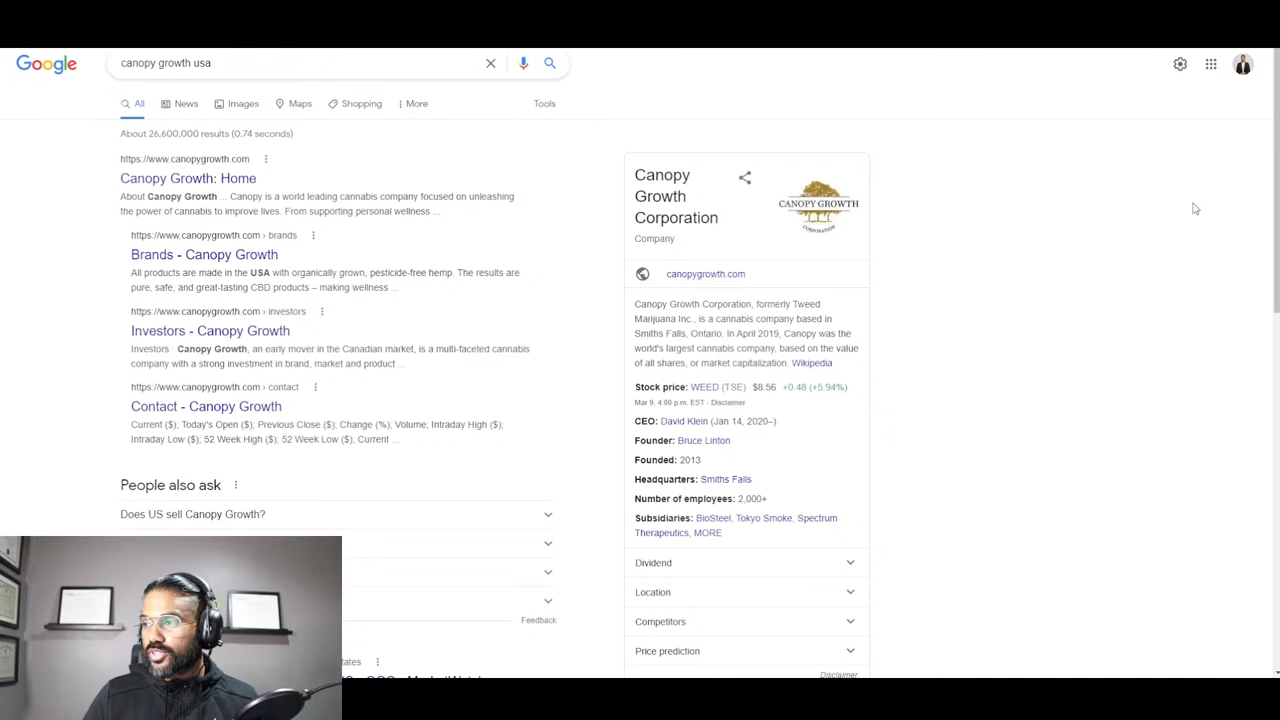 Google
canopy growth usa
All
News
Images
Maps
Shopping
More
Tools
About 26,600,000 results (0.74 seconds)
https://www.canopygrowth.com
Canopy Growth: Home
About Canopy Growth ... Canopy is a world leading cannabis company focused on unleashing
the power of cannabis to improve lives. From supporting personal wellness ...
https://www.canopygrowth.com › brands
Brands - Canopy Growth
All products are made in the USA with organically grown, pesticide-free hemp. The results are
pure, safe, and great-tasting CBD products – making wellness ...
https://www.canopygrowth.com › investors
Investors - Canopy Growth
Investors · Canopy Growth, an early mover in the Canadian market, is a multi-faceted cannabis
company with a strong investment in brand, market and product ...
https://www.canopygrowth.com › contact
Contact - Canopy Growth
Current ($); Today's Open ($); Previous Close ($); Change (%); Volume, Intraday High ($);
Intraday Low ($); 52 Week High ($); 52 Week Low ($); Current ...
People also ask
Does US sell Canopy Growth?
Feedback
Canopy
Growth
Corporation
Company
CANOPY GROWTH
CORPORATION
canopygrowth.com
Canopy Growth Corporation, formerly Tweed
Marijuana Inc., is a cannabis company based in
Smiths Falls, Ontario. In April 2019, Canopy was the
world's largest cannabis company, based on the value
of all shares, or market capitalization. Wikipedia
Stock price: WEED (TSE) $8.56 +0.48 (+5.94%)
Mar 9, 4:00 p.m. EST - Disclaimer
CEO: David Klein (Jan 14, 2020–)
Founder: Bruce Linton
Founded: 2013
Headquarters: Smiths Falls
Number of employees: 2,000+
Subsidiaries: BioSteel, Tokyo Smoke, Spectrum
Therapeutics, MORE
Dividend
Location
Competitors
Price prediction
Disclaimer